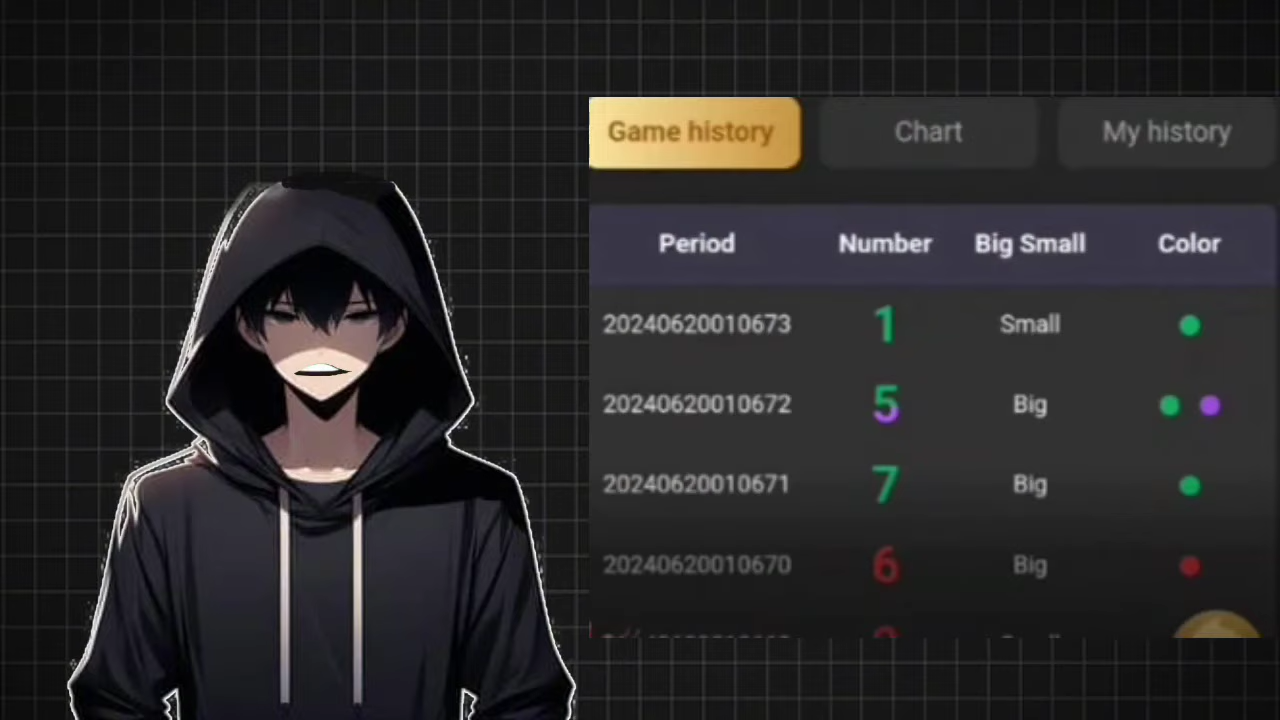 Game history Chart My history
Period Number Big Small Color
20240620010673 1 Small
20240620010672 5 Big
20240620010671 7 Big
20240620010670 6 Big